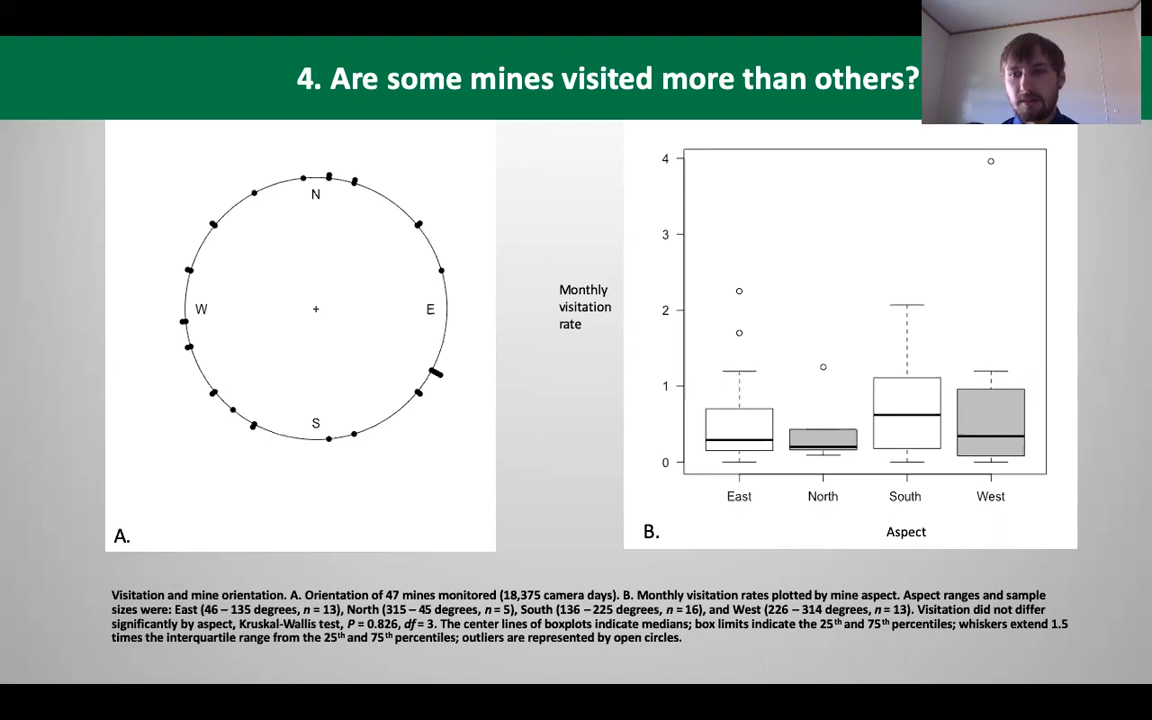 4. Are some mines visited more than others?
N
W
E
S
+
A.
Monthly
visitation
rate
4
3
2
1
0
East North South West
B.
Aspect
Visitation and mine orientation. A. Orientation of 47 mines monitored (18,375 camera days). B. Monthly visitation rates plotted by mine aspect. Aspect ranges and sample
sizes were: East (46 – 135 degrees, n = 13), North (315 – 45 degrees, n = 5), South (136 – 225 degrees, n = 16), and West (226 – 314 degrees, n = 13). Visitation did not differ
significantly by aspect, Kruskal-Wallis test, P = 0.826, df = 3. The center lines of boxplots indicate medians; box limits indicate the 25th and 75th percentiles; whiskers extend 1.5
times the interquartile range from the 25th and 75th percentiles; outliers are represented by open circles.